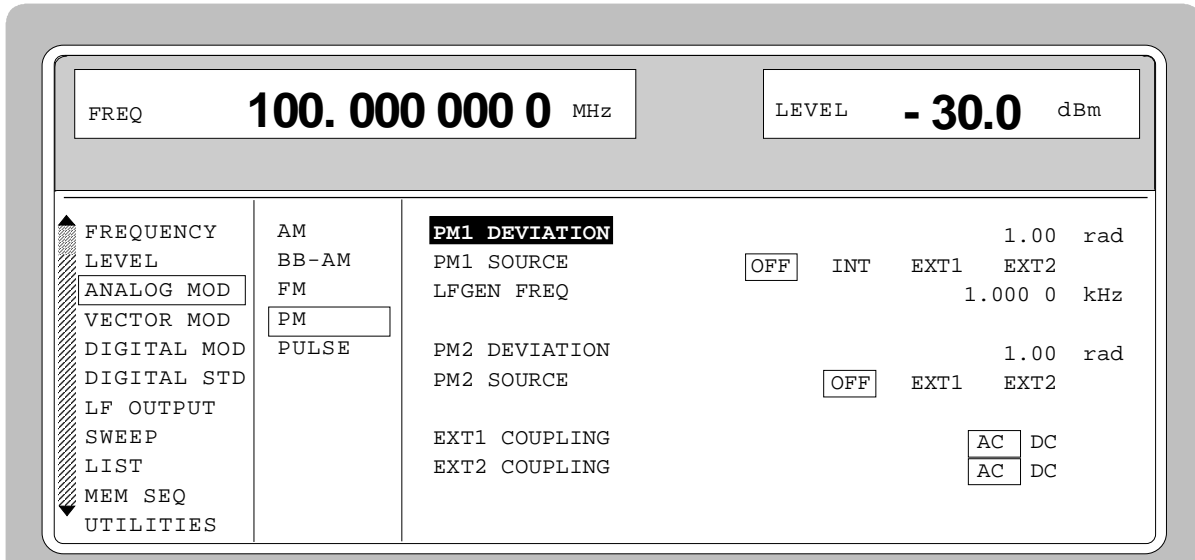 FREQ 100. 000 000 0 MHz LEVEL - 30.0 dBm
FREQUENCY AM PM1 DEVIATION 1.00 rad
LEVEL BB-AM PM1 SOURCE OFF INT EXT1 EXT2
ANALOG MOD FM LFGEN FREQ 1.000 0 kHz
VECTOR MOD PM
DIGITAL MOD PULSE PM2 DEVIATION 1.00 rad
DIGITAL STD PM2 SOURCE OFF EXT1 EXT2
LF OUTPUT
SWEEP EXT1 COUPLING AC DC
LIST EXT2 COUPLING AC DC
MEM SEQ
UTILITIES